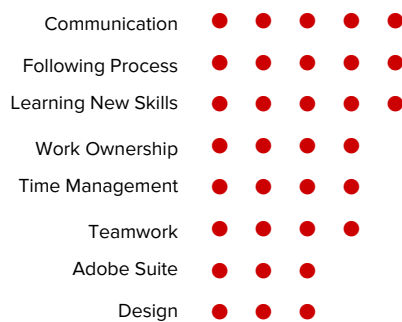 Communication
Following Process
Learning New Skills
Work Ownership
Time Management
Teamwork
Adobe Suite
Design